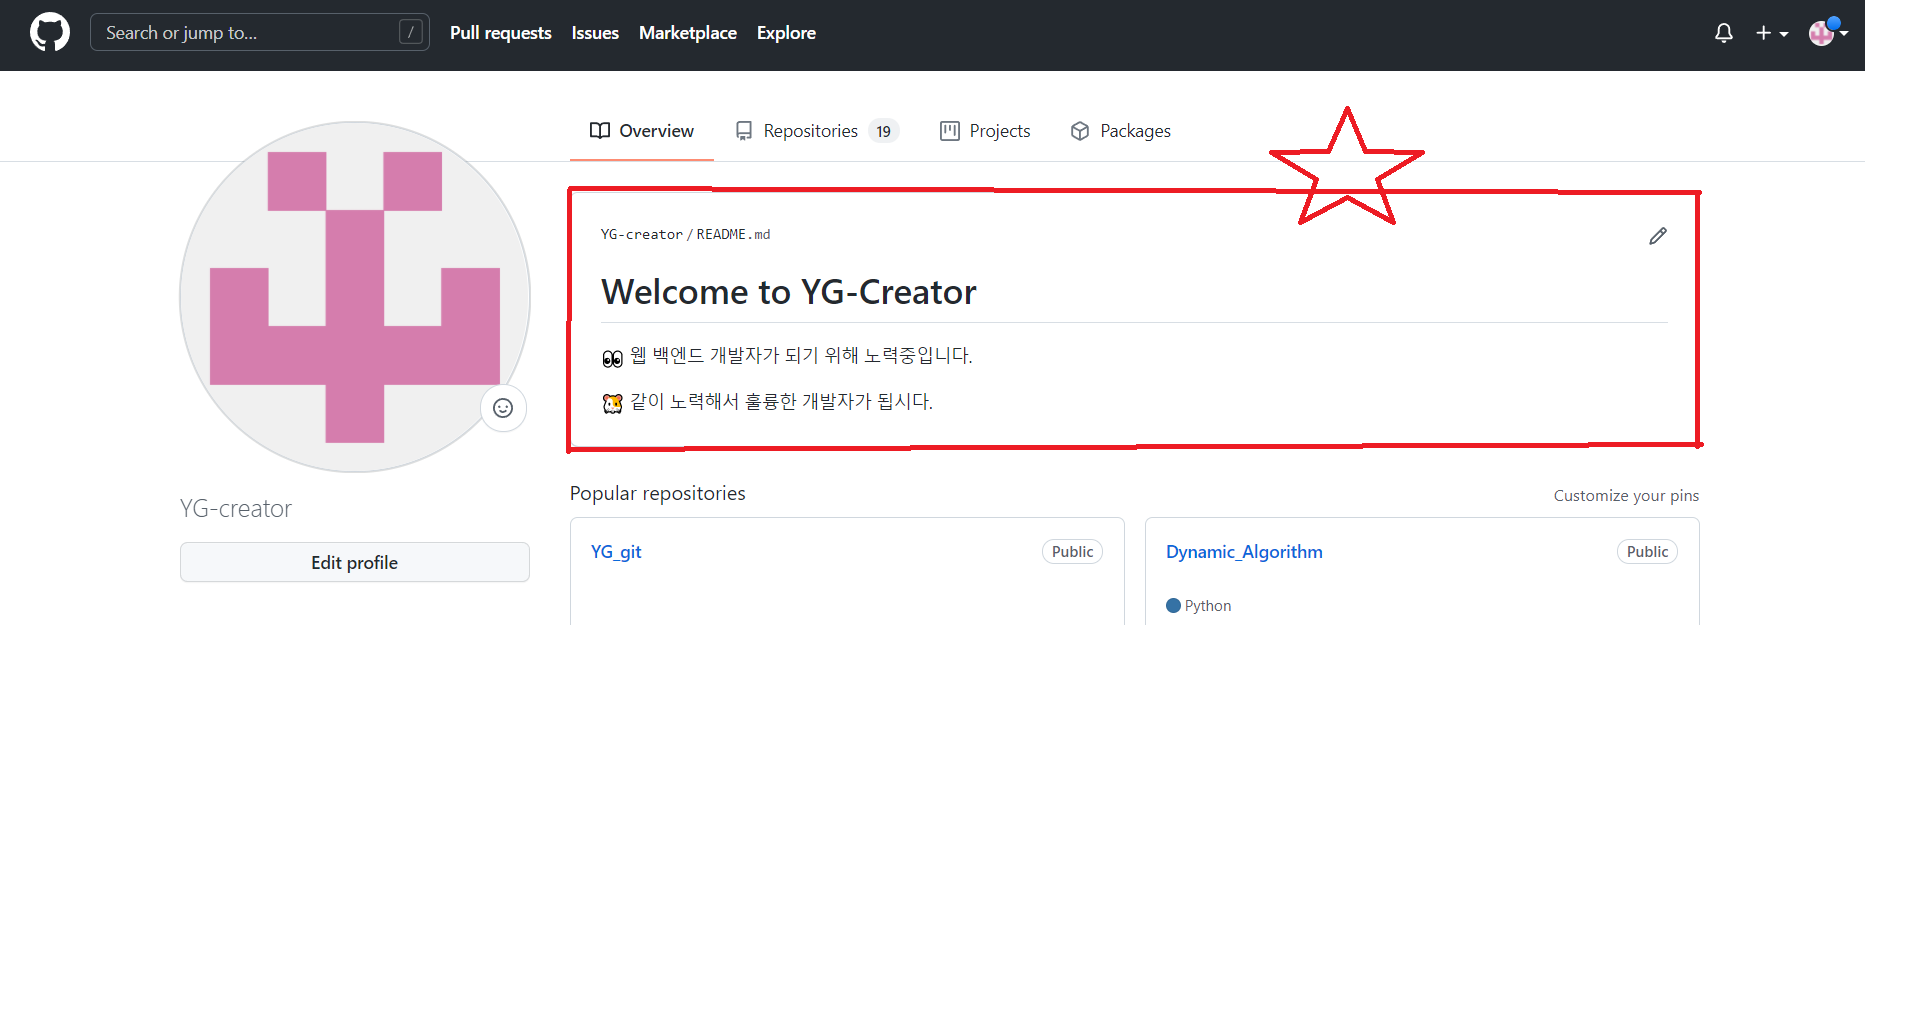 Search or jump to... /
Pull requests Issues Marketplace Explore
Overview Repositories 19 Projects Packages
YG-creator / README.md
Welcome to YG-Creator
👀 웹 백엔드 개발자가 되기 위해 노력중입니다.
🐹 같이 노력해서 훌륭한 개발자가 됩시다.
YG-creator
Edit profile
Popular repositories
Customize your pins
YG_git Public
Dynamic_Algorithm Public
Python